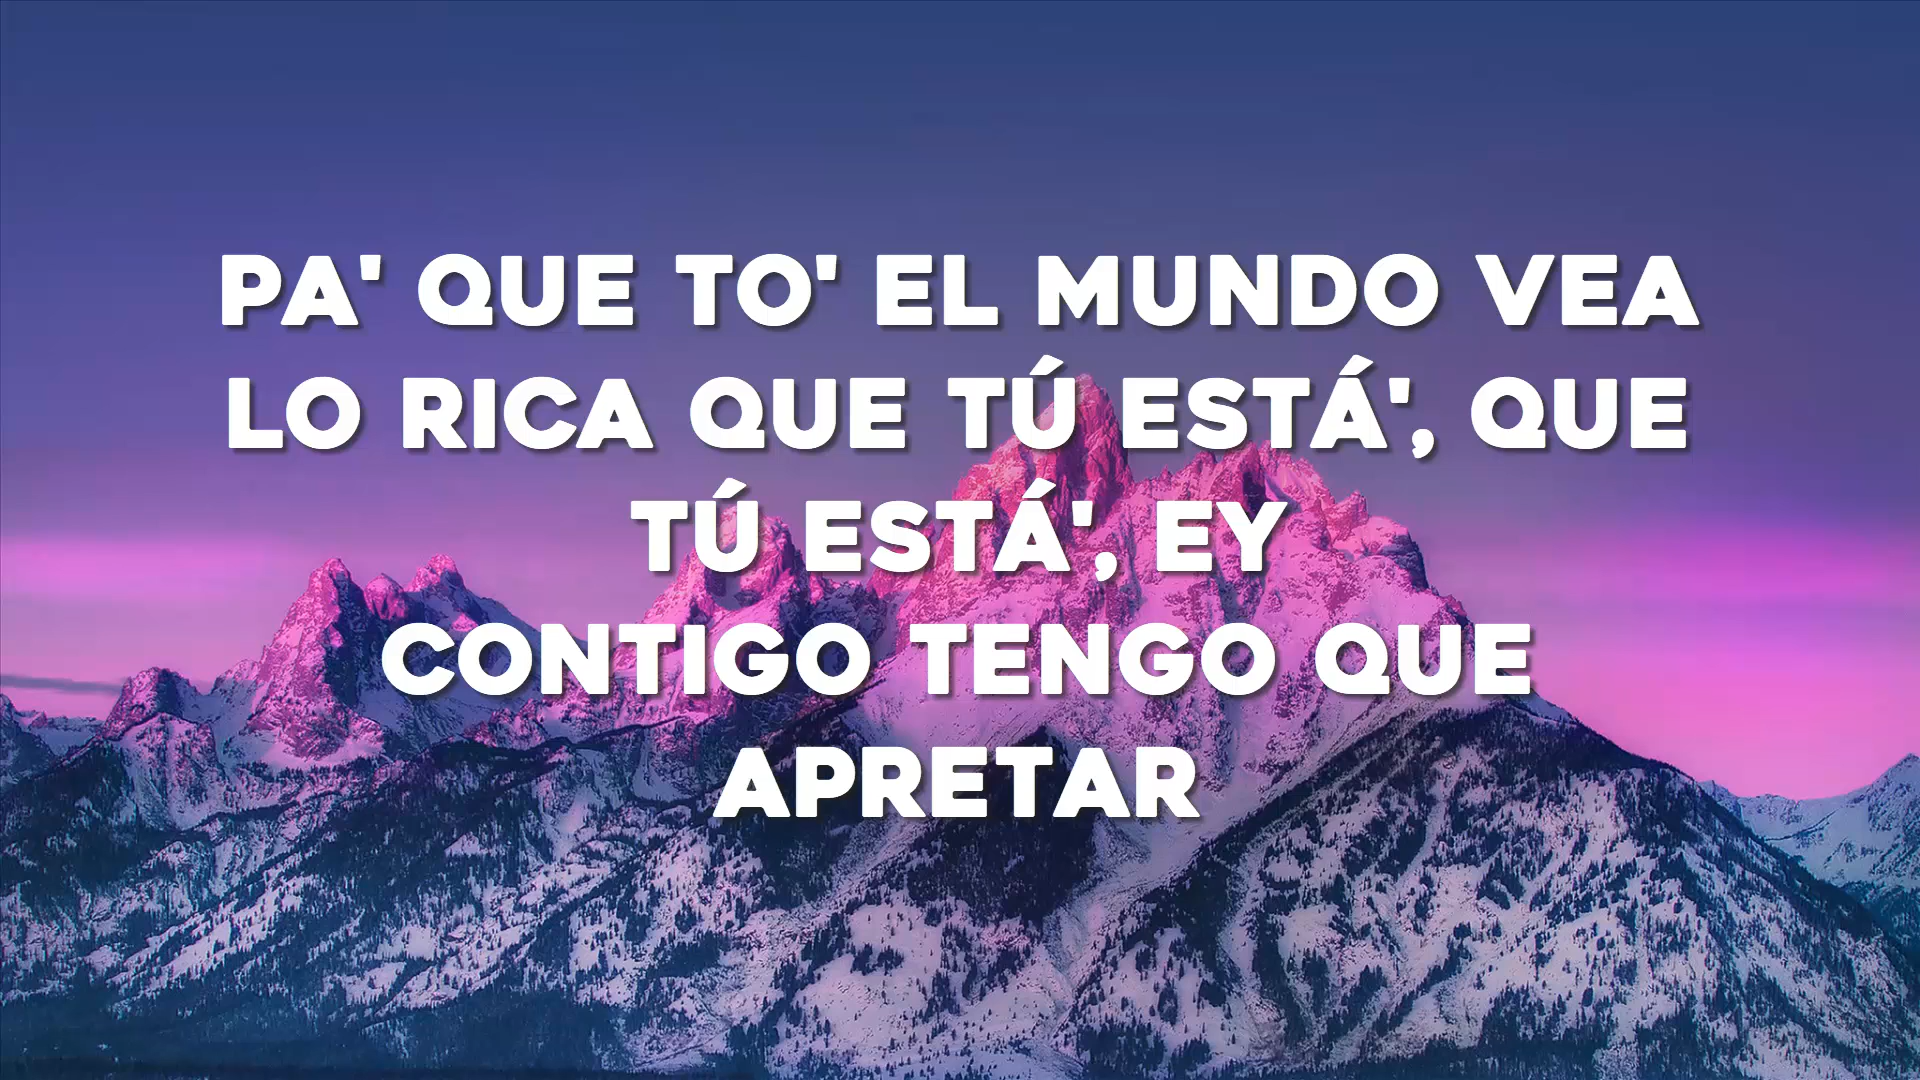 PA' QUE TO' EL MUNDO VEA
LO RICA QUE TÚ ESTÁ', QUE
TÚ ESTÁ', EY
CONTIGO TENGO QUE
APRETAR